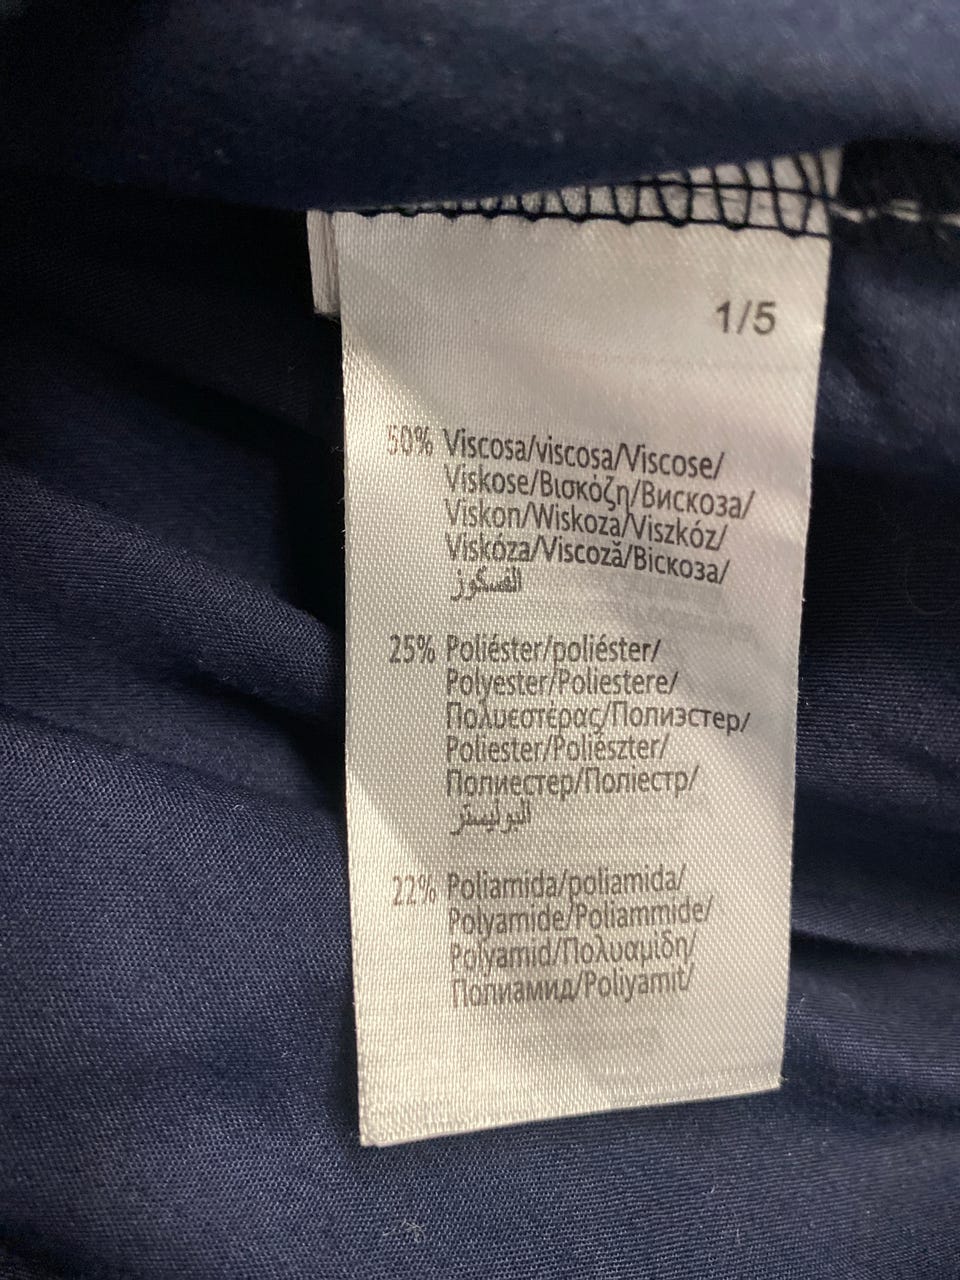 1/5
50% Viscosa/viscosa/Viscose/
Viskose/Βισκόζη/Вискоза/
Viskon/Wiskoza/Viszkóz/
Viskóza/Viscoză/Віскоза/
الفسكوز
25% Poliéster/poliéster/
Polyester/Poliestere/
Πολυεστέρας/Полиэстер/
Poliester/Poliészter/
Полиестер/Поліестр/
البوليستر
22% Poliamida/poliamida/
Polyamide/Poliammide/
Polyamid/Πολυαμίδη/
Полиамид/Poliyamit/